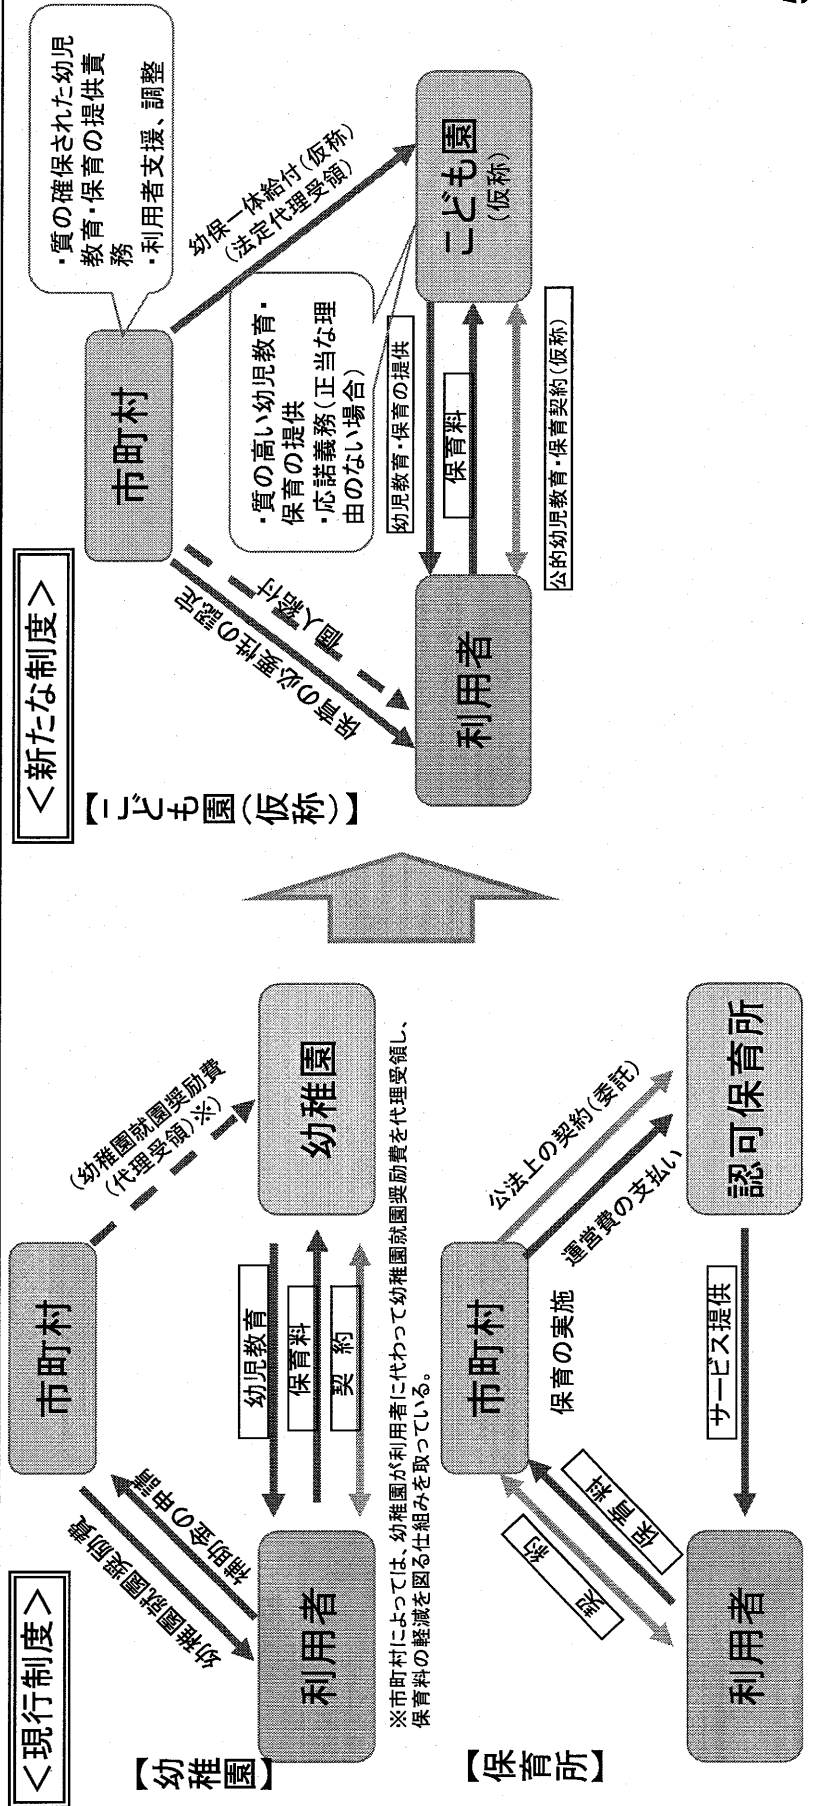 ＜現行制度＞
【幼稚園】
市町村
利用者
幼稚園
幼稚園就園奨励費
補助金の申請
（幼稚園就園奨励費
（代理受領）※）
幼児教育
保育料
契　約
※市町村によっては、幼稚園が利用者に代わって幼稚園就園奨励費を代理受領し、
保育料の軽減を図る仕組みを取っている。
【保育所】
市町村
保育の実施
利用者
認可保育所
契　約
保育料
公法上の契約（委託）
運営費の支払い
サービス提供
＜新たな制度＞
【こども園（仮称）】
市町村
・質の確保された幼児
教育・保育の提供責
務
・利用者支援、調整
保育の必要性の認定
個人給付
幼保一体給付（仮称）
（法定代理受領）
・質の高い幼児教育・
保育の提供
・応諾義務（正当な理
由のない場合）
利用者
こども園
（仮称）
幼児教育・保育の提供
保育料
公的幼児教育・保育契約（仮称）